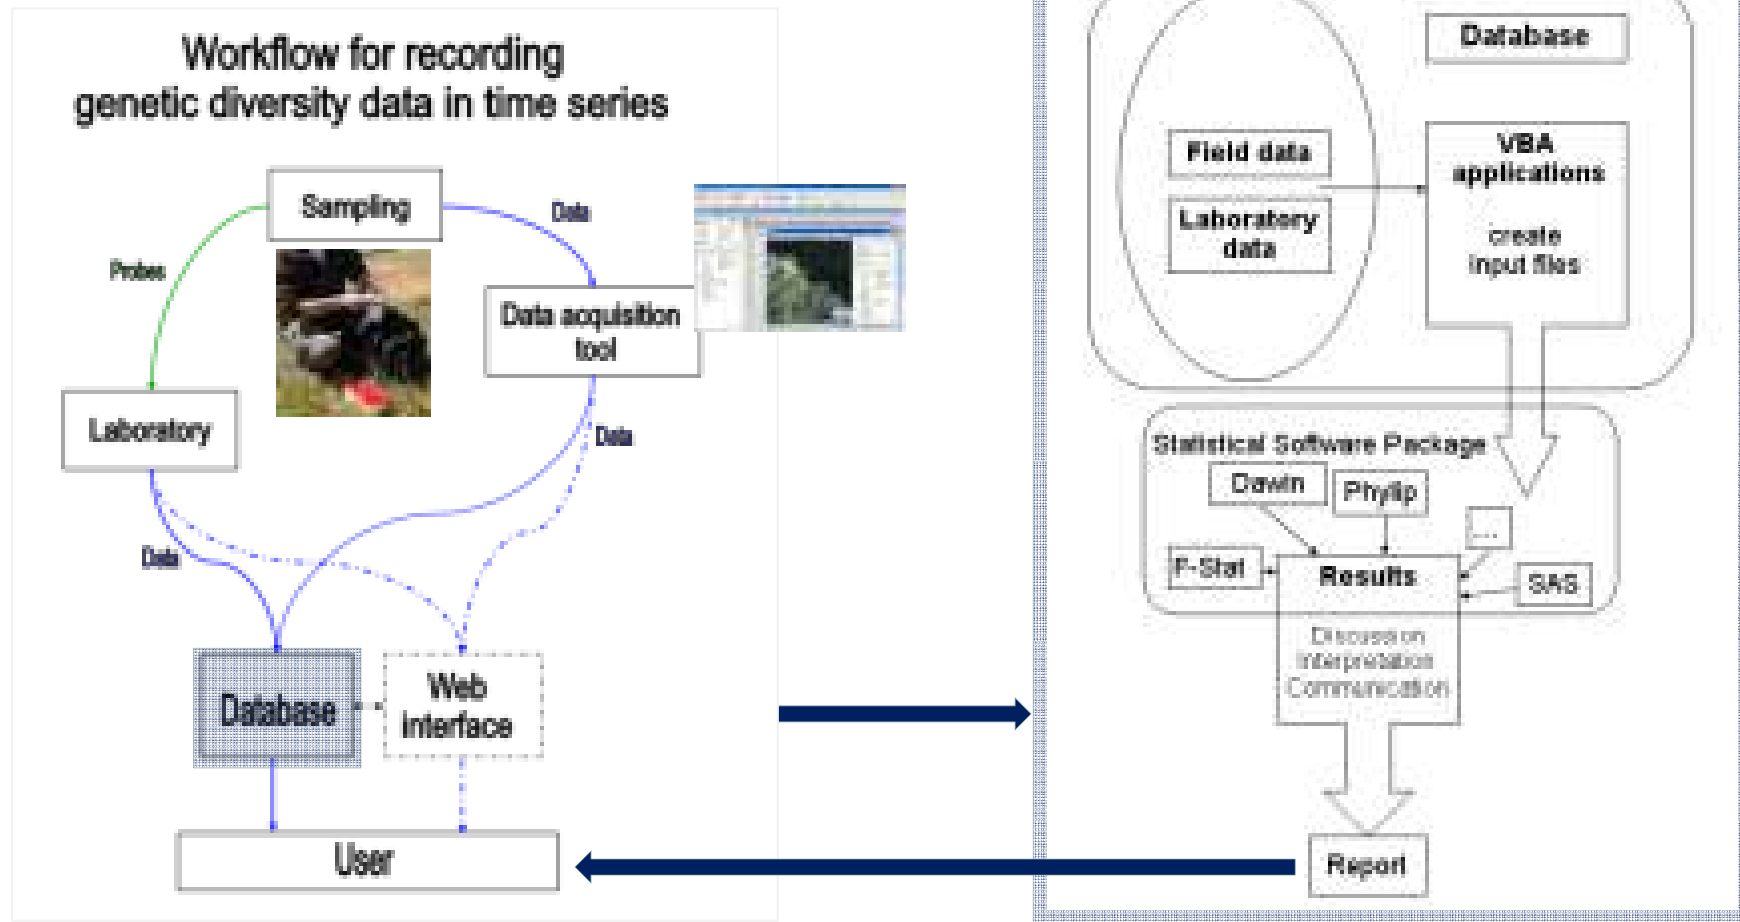 Workflow for recording
genetic diversity data in time series
Sampling
Data
Probes
Data acquisition
tool
Laboratory
Data
Data
Database
Web
interface
User
Database
Field data
Laboratory
data
VBA
applications
create
input files
Statistical Software Package
Dawin
Phylip
...
F-Stat
Results
SAS
Discussion
Interpretation
Communication
Report